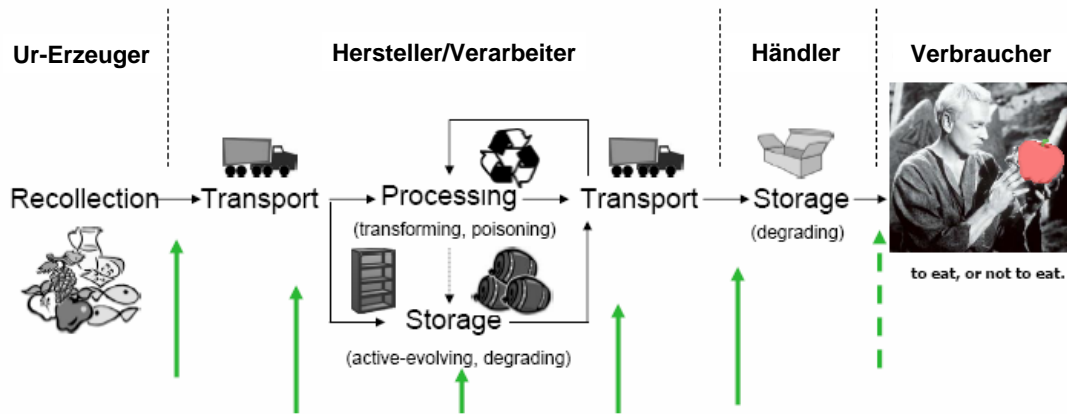 Ur-Erzeuger
Hersteller/Verarbeiter
Händler
Verbraucher
Recollection
Transport
Processing
Transport
Storage
(transforming, poisoning)
(degrading)
to eat, or not to eat.
Storage
(active-evolving, degrading)